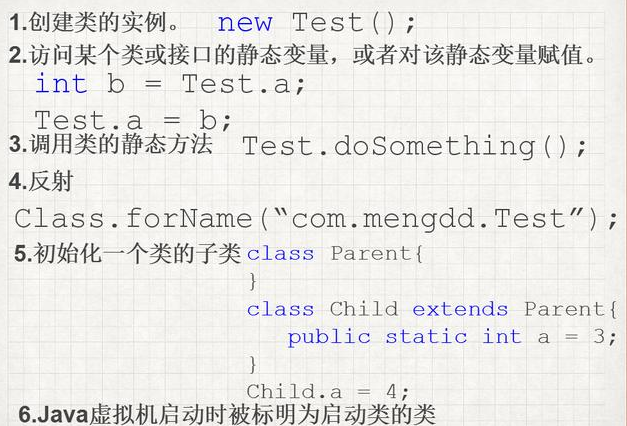 1.创建类的实例。 new Test();
2.访问某个类或接口的静态变量，或者对该静态变量赋值。
int b = Test.a;
Test.a = b;
3.调用类的静态方法 Test.doSomething();
4.反射
Class.forName(“com.mengdd.Test”);
5.初始化一个类的子类 class Parent{
}
class Child extends Parent{
public static int a = 3;
}
Child.a = 4;
6.Java虚拟机启动时被标明为启动类的类